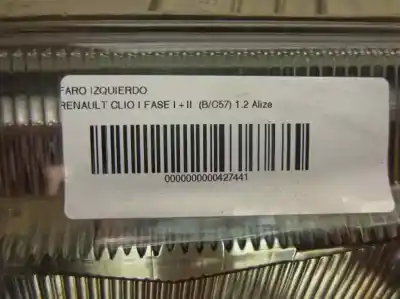 FARO IZQUIERDO
RENAULT CLIO I FASE I + II (B/C57) 1.2 Alize
0000000000427441